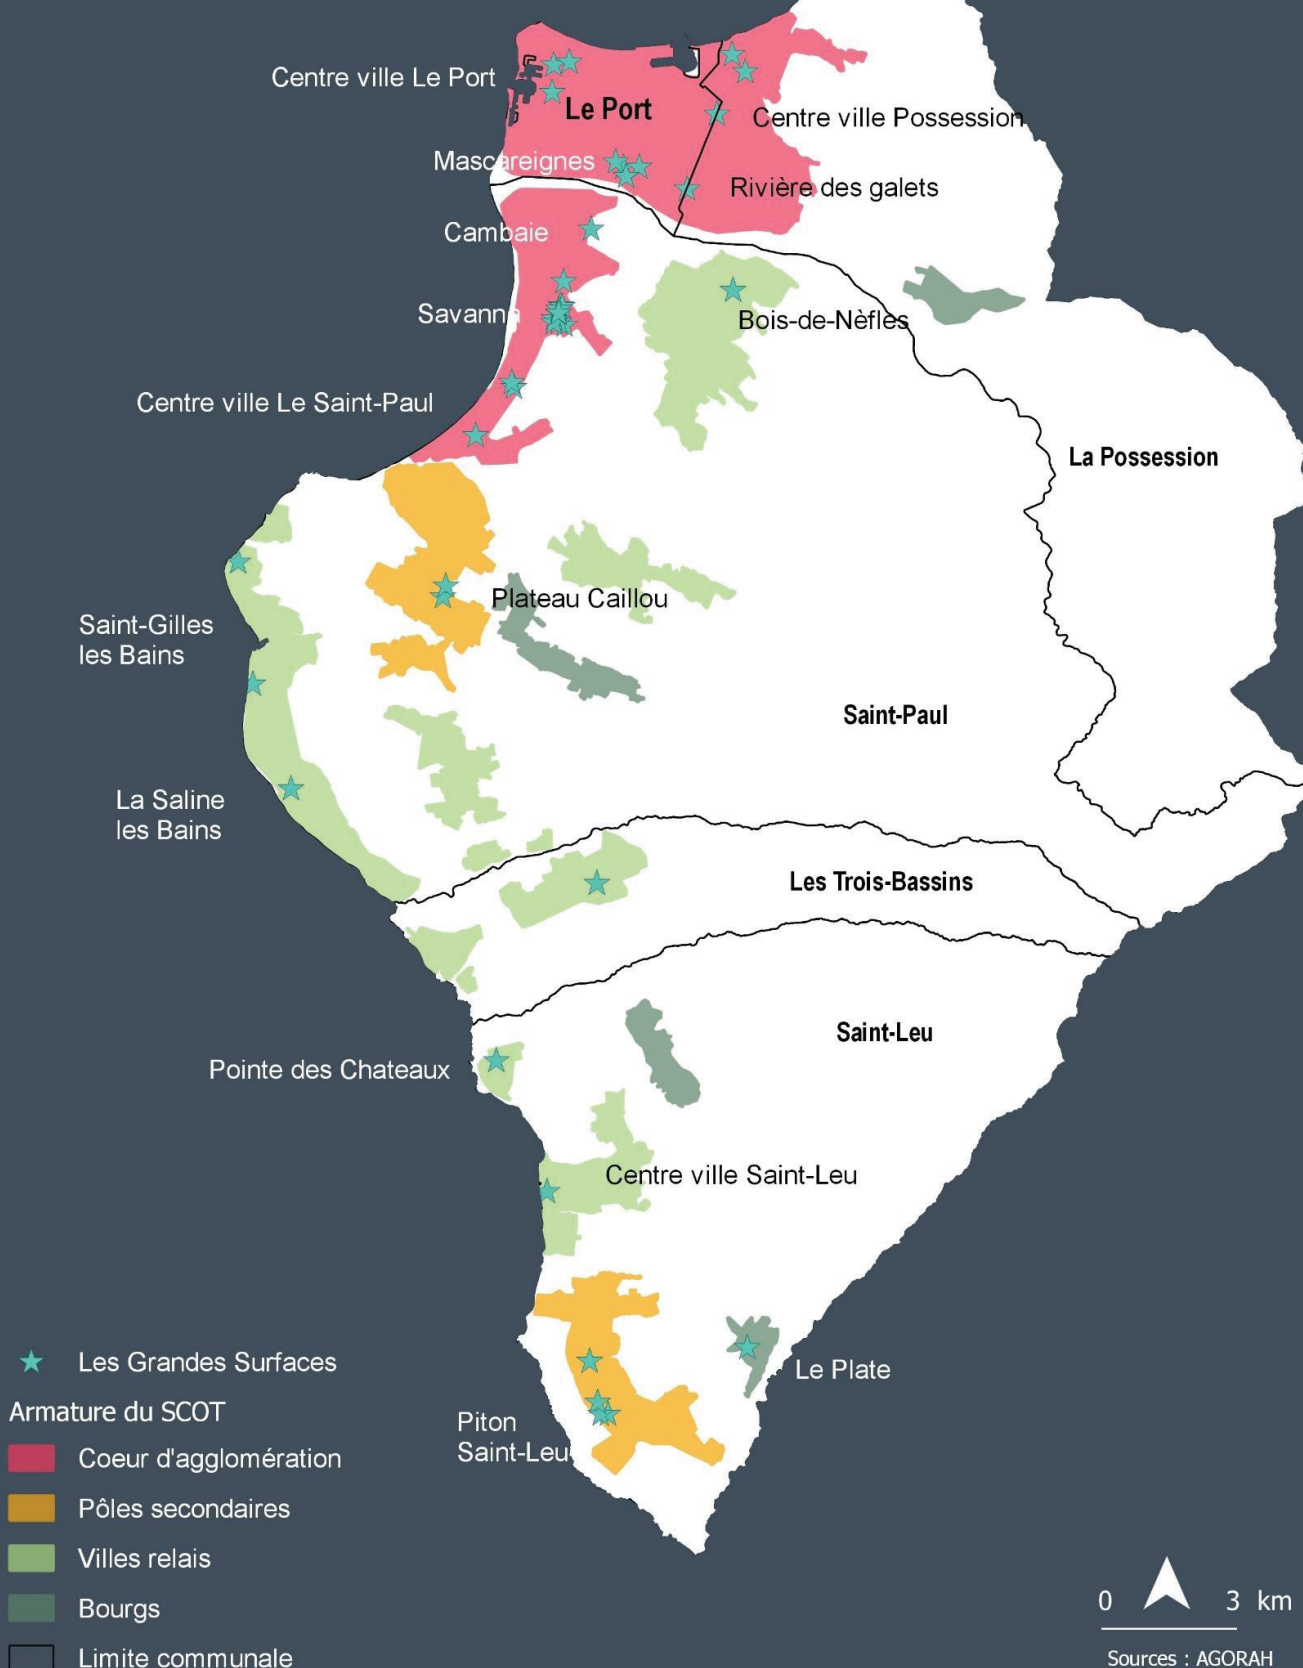 Centre ville Le Port
Le Port
Centre ville Possession
Mascareignes
Rivière des galets
Cambaie
Savanna
Bois-de-Nèfles
Centre ville Le Saint-Paul
La Possession
Plateau Caillou
Saint-Gilles
les Bains
Saint-Paul
La Saline
les Bains
Les Trois-Bassins
Saint-Leu
Pointe des Chateaux
Centre ville Saint-Leu
Le Plate
Piton
Saint-Leu
Les Grandes Surfaces
Armature du SCOT
Coeur d'agglomération
Pôles secondaires
Villes relais
Bourgs
Limite communale
0 3 km
Sources : AGORAH